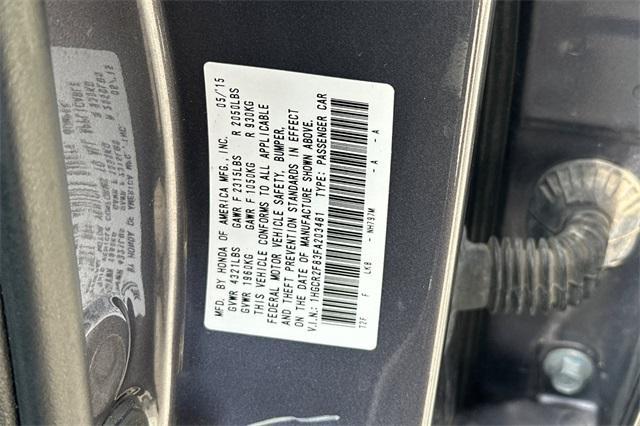 MFD. BY HONDA OF AMERICA MFG., INC. 05/15
GVWR 4321LBS GAWR F 2315LBS R 2050LBS
GVWR 1960KG GAWR F 1050KG R 930KG
THIS VEHICLE CONFORMS TO ALL APPLICABLE
FEDERAL MOTOR VEHICLE SAFETY, BUMPER,
AND THEFT PREVENTION STANDARDS IN EFFECT
ON THE DATE OF MANUFACTURE SHOWN ABOVE.
V.I.N.: 1HGCR2F83FA203481 TYPE: PASSENGER CAR
T2F F LKB - NH797M - A - A